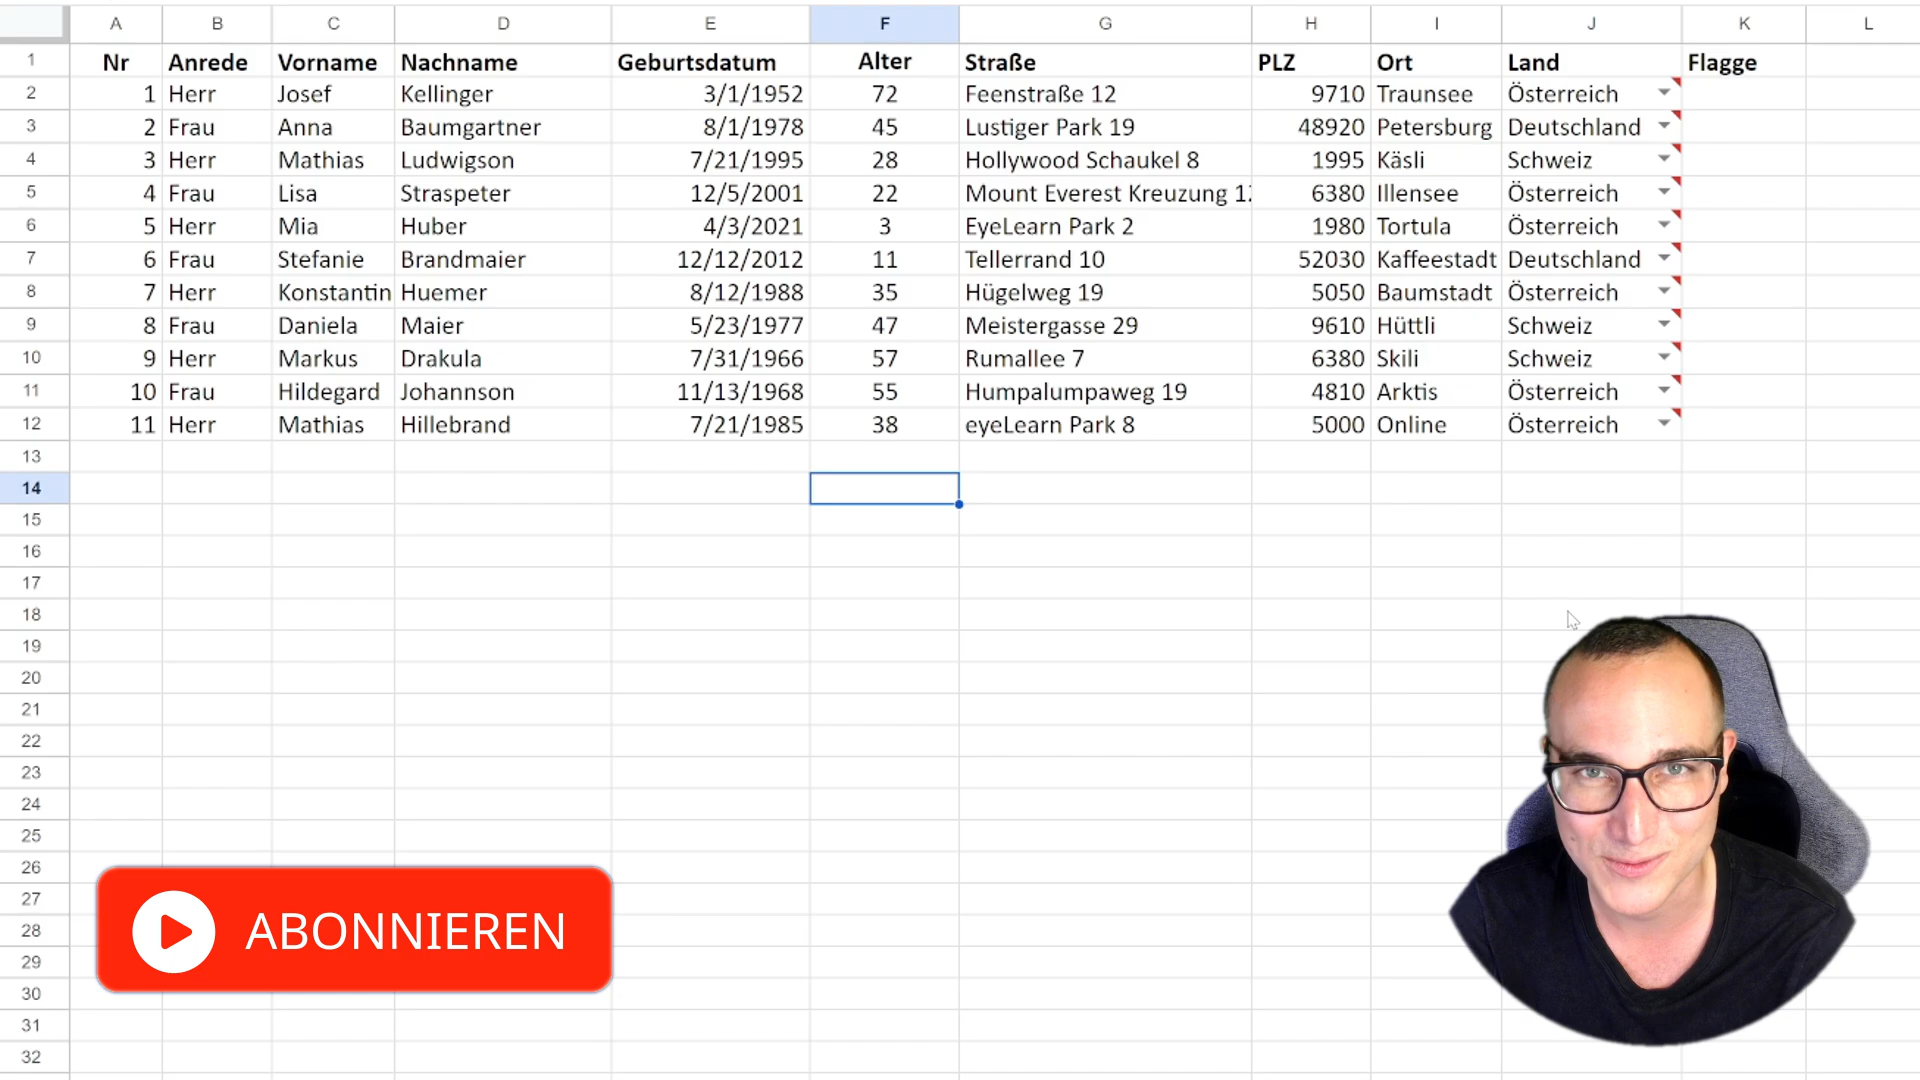 A B C D E F G H I J K L
1 Nr Anrede Vorname Nachname Geburtsdatum Alter Straße PLZ Ort Land Flagge
2 1 Herr Josef Kellinger 3/1/1952 72 Feenstraße 12 9710 Traunsee Österreich
3 2 Frau Anna Baumgartner 8/1/1978 45 Lustiger Park 19 48920 Petersburg Deutschland
4 3 Herr Mathias Ludwigson 7/21/1995 28 Hollywood Schaukel 8 1995 Käsli Schweiz
5 4 Frau Lisa Straspeter 12/5/2001 22 Mount Everest Kreuzung 6380 Illensee Österreich
6 5 Herr Mia Huber 4/3/2021 3 EyeLearn Park 2 1980 Tortula Österreich
7 6 Frau Stefanie Brandmaier 12/12/2012 11 Tellerrand 10 52030 Kaffeestadt Deutschland
8 7 Herr Konstantin Huemer 8/12/1988 35 Hügelweg 19 5050 Baumstadt Österreich
9 8 Frau Daniela Maier 5/23/1977 47 Meistergasse 29 9610 Hüttli Schweiz
10 9 Herr Markus Drakula 7/31/1966 57 Rumallee 7 6380 Skili Schweiz
11 10 Frau Hildegard Johannson 11/13/1968 55 Humpalumpaweg 19 4810 Arktis Österreich
12 11 Herr Mathias Hillebrand 7/21/1985 38 eyeLearn Park 8 5000 Online Österreich
13
14
15
16
17
18
19
20
21
22
23
24
25
26
27
28
29
30
31
32
ABONNIEREN